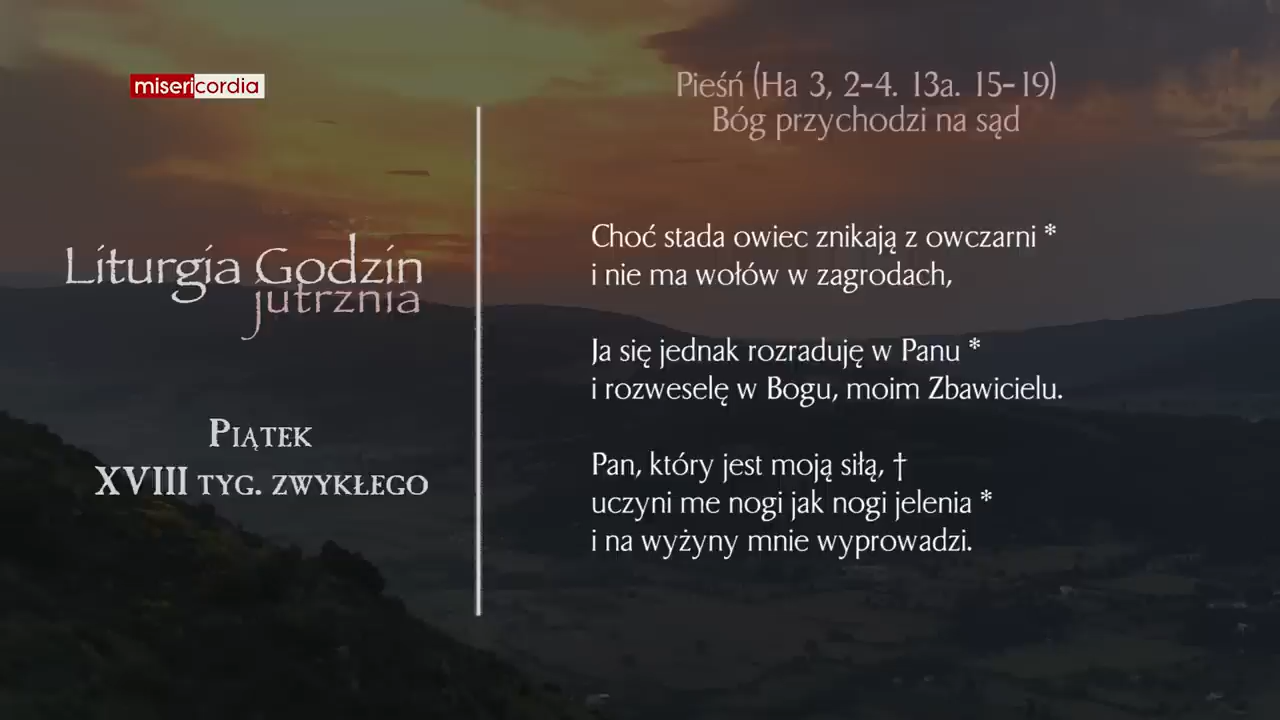 misericordia
Liturgia Godzin
jutrznia
Piątek
XVIII tyg. zwykłego
Pieśń (Ha 3, 2-4. 13a. 15-19)
Bóg przychodzi na sąd
Choć stada owiec znikają z owczarni *
i nie ma wołów w zagrodach,
Ja się jednak rozraduję w Panu *
i rozweselę w Bogu, moim Zbawicielu.
Pan, który jest moją siłą, †
uczyni me nogi jak nogi jelenia *
i na wyżyny mnie wyprowadzi.